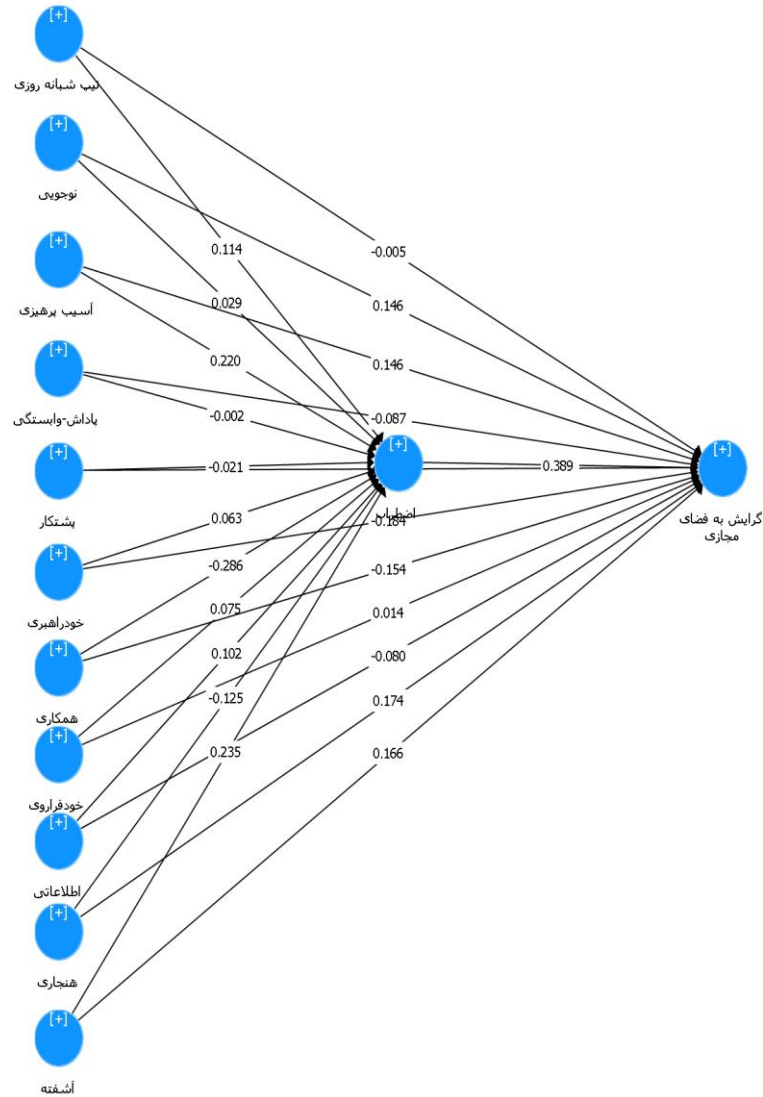 [+]
تیپ شبانه روزی
[+]
نوجویی
0.114
-0.005
[+]
آسیب پرهیزی
0.029
0.146
0.220
0.146
[+]
پاداش-وابستگی
-0.002
-0.087
[+]
پشتکار
-0.021
[+]
اضطراب
0.389
[+]
گرایش به فضای
مجازی
0.063
-0.184
[+]
خودراهبری
-0.286
-0.154
[+]
همکاری
0.075
0.014
[+]
خودفراروی
0.102
-0.080
[+]
اطلاعاتی
-0.125
0.174
[+]
هنجاری
0.235
0.166
[+]
آشفته